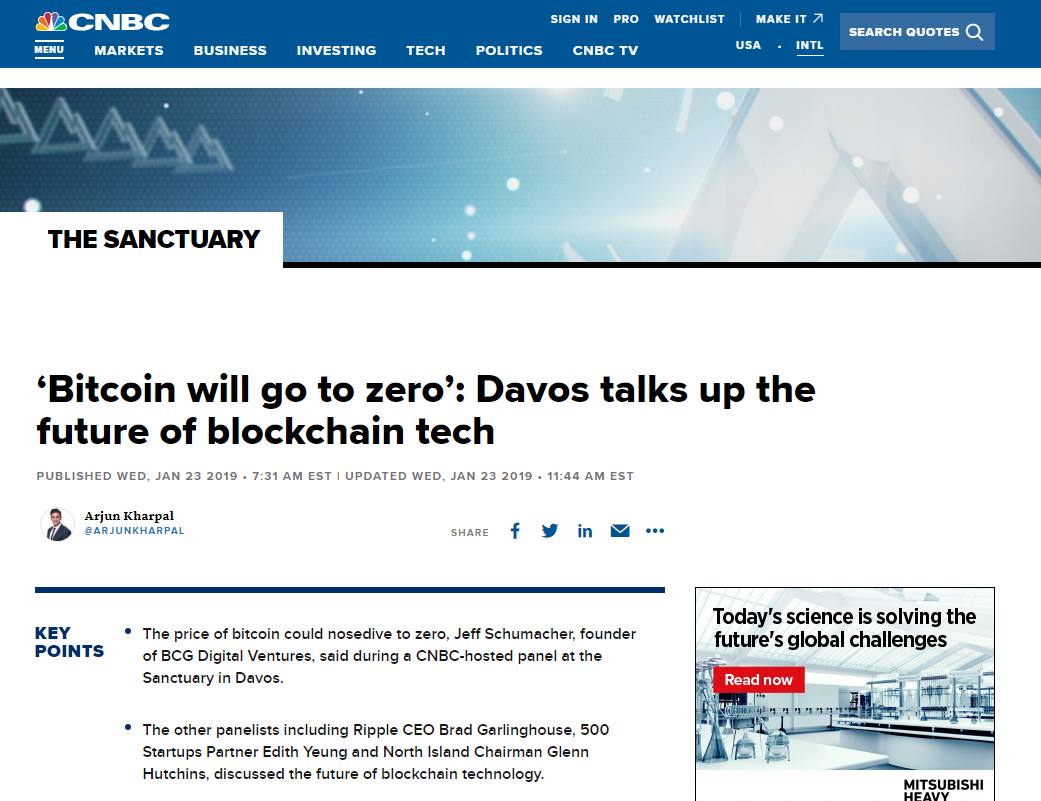 CNBC
SIGN IN PRO WATCHLIST MAKE IT
SEARCH QUOTES
USA • INTL
MENU MARKETS BUSINESS INVESTING TECH POLITICS CNBC TV
THE SANCTUARY
‘Bitcoin will go to zero’: Davos talks up the
future of blockchain tech
PUBLISHED WED, JAN 23 2019 • 7:31 AM EST | UPDATED WED, JAN 23 2019 • 11:44 AM EST
Arjun Kharpal
@ARJUNKHARPAL
SHARE
KEY
POINTS
• The price of bitcoin could nosedive to zero, Jeff Schumacher, founder
of BCG Digital Ventures, said during a CNBC-hosted panel at the
Sanctuary in Davos.
• The other panelists including Ripple CEO Brad Garlinghouse, 500
Startups Partner Edith Yeung and North Island Chairman Glenn
Hutchins, discussed the future of blockchain technology.
Today's science is solving the
future's global challenges
Read now
MITSUBISHI
HEAVY